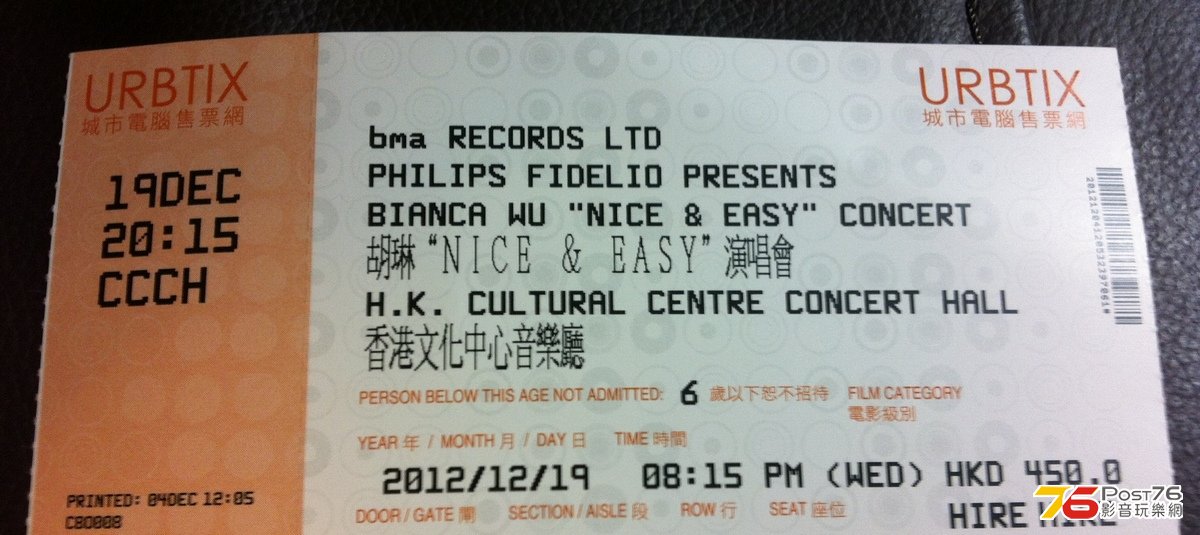 URBTIX
城市電腦售票網
19DEC
20:15
CCCH
PRINTED: 04DEC 12:05
C80008
URBTIX
城市電腦售票網
bma RECORDS LTD
PHILIPS FIDELIO PRESENTS
BIANCA WU "NICE & EASY" CONCERT
胡琳“NICE & EASY”演唱會
H.K. CULTURAL CENTRE CONCERT HALL
香港文化中心音樂廳
PERSON BELOW THIS AGE NOT ADMITTED: 6 歲以下恕不招待 FILM CATEGORY
電影級別
YEAR 年 / MONTH 月 / DAY 日 TIME 時間
2012/12/19 08:15 PM (WED) HKD 450.0
DOOR / GATE 閘 SECTION / AISLE 段 ROW 行 SEAT 座位
HIRE HIRE
76 Post76
影音玩樂網